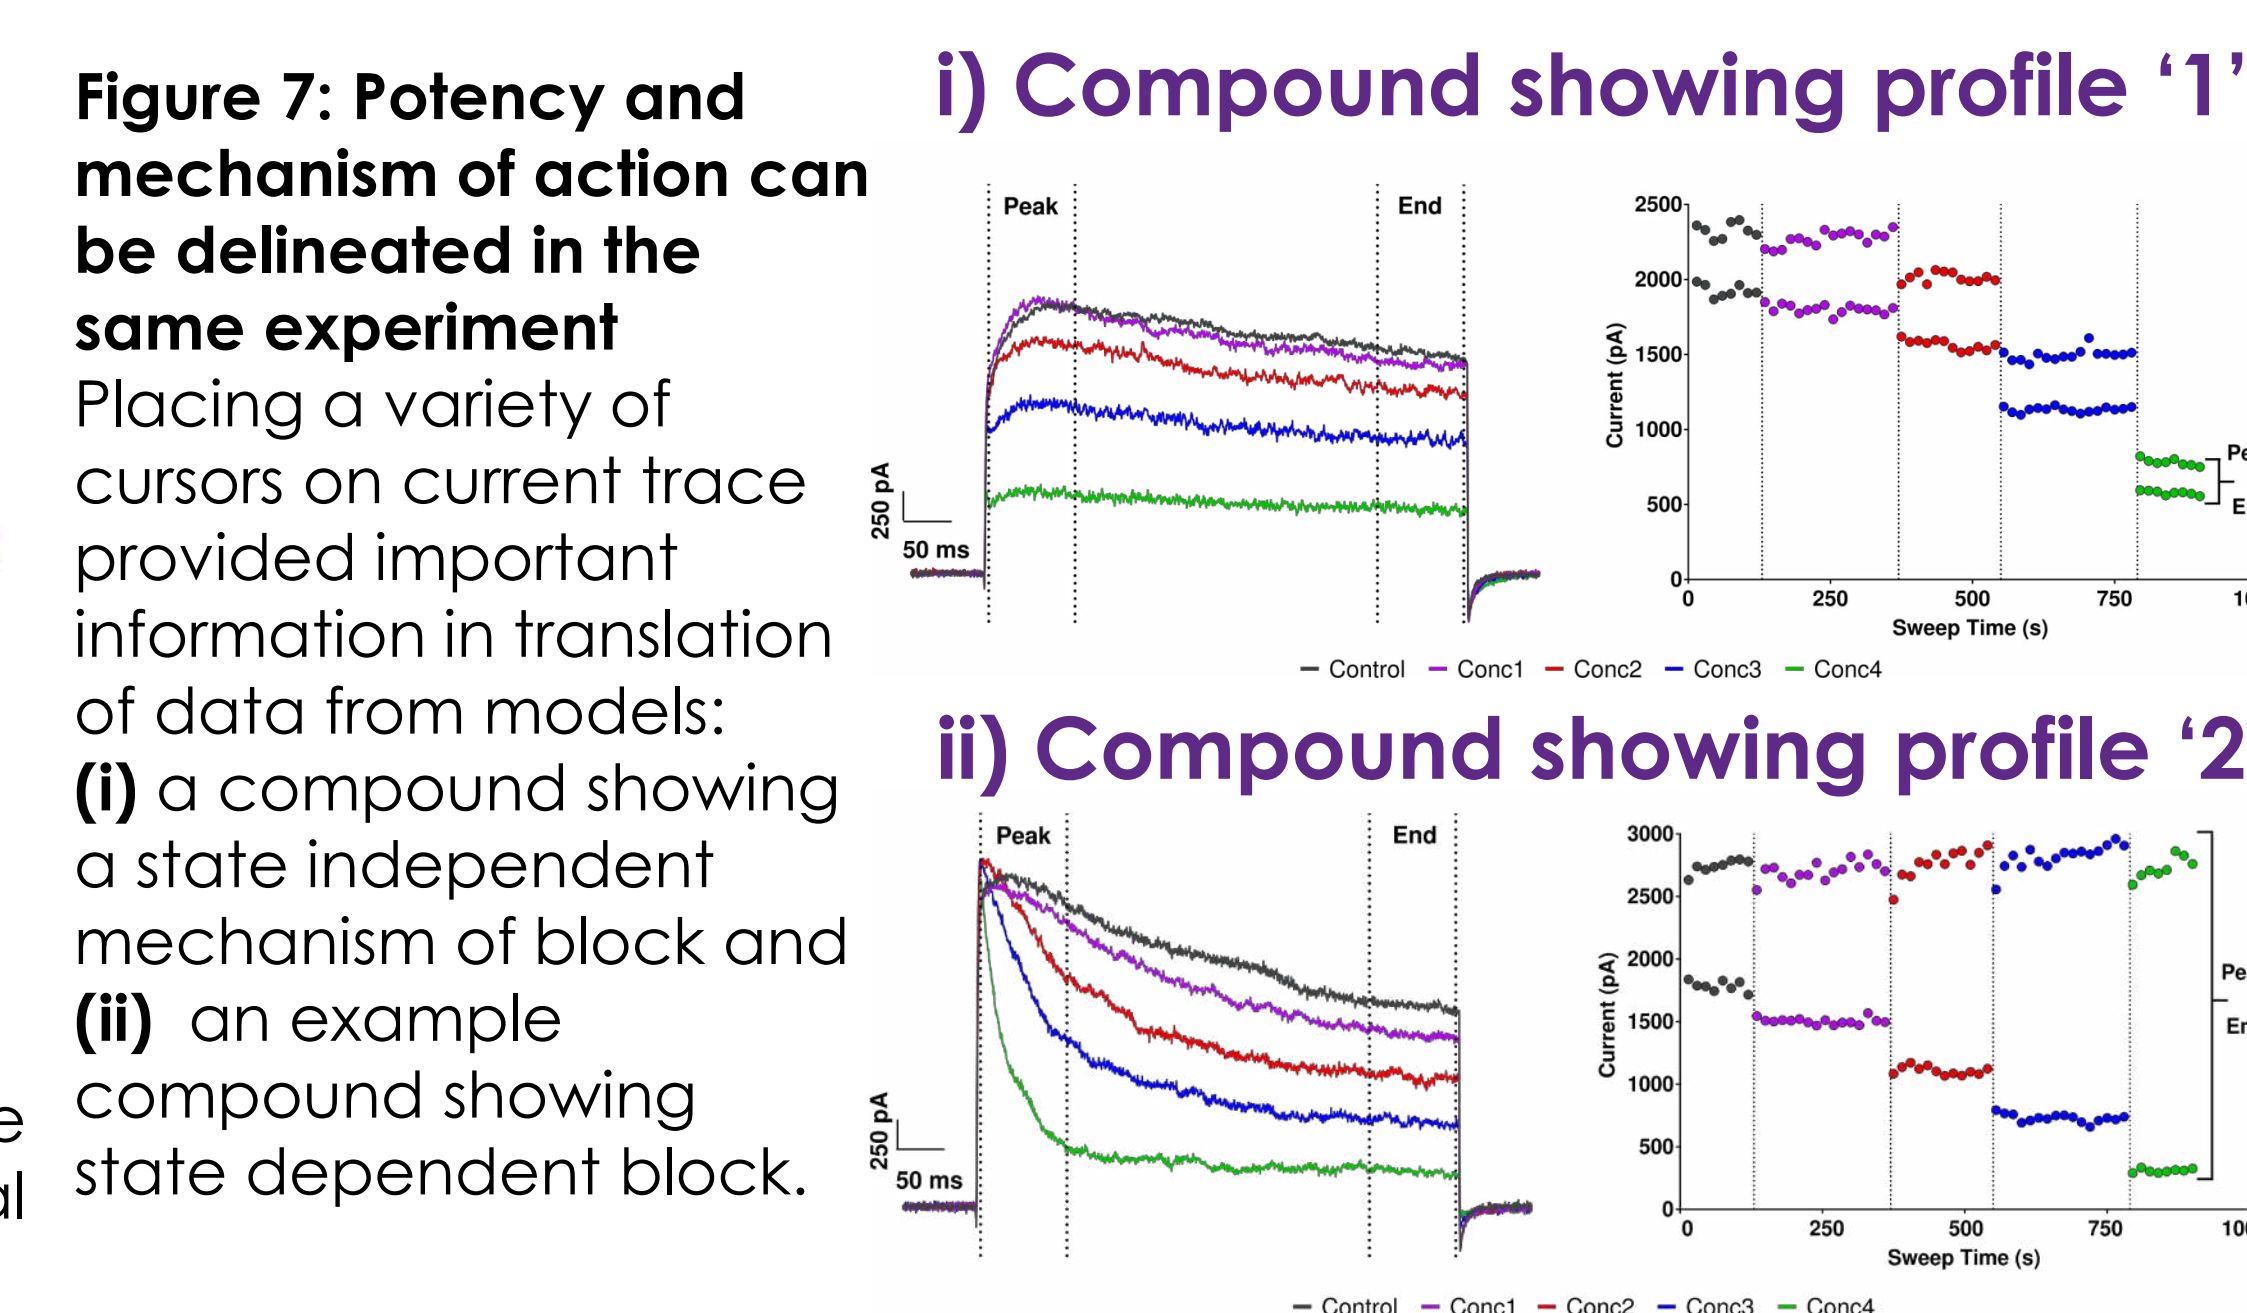 Figure 7: Potency and
mechanism of action can
be delineated in the
same experiment
Placing a variety of
cursors on current trace
provided important
information in translation
of data from models:
(i) a compound showing
a state independent
mechanism of block and
(ii) an example
compound showing
state dependent block.
i) Compound showing profile ‘1’
Peak
End
250 pA
50 ms
2500
2000
1500
1000
500
0
Current (pA)
0 250 500 750
Sweep Time (s)
Control Conc1 Conc2 Conc3 Conc4
ii) Compound showing profile ‘2
Peak
End
250 pA
50 ms
3000
2500
2000
1500
1000
500
0
Current (pA)
0 250 500 750
Sweep Time (s)
Control Conc1 Conc2 Conc3 Conc4